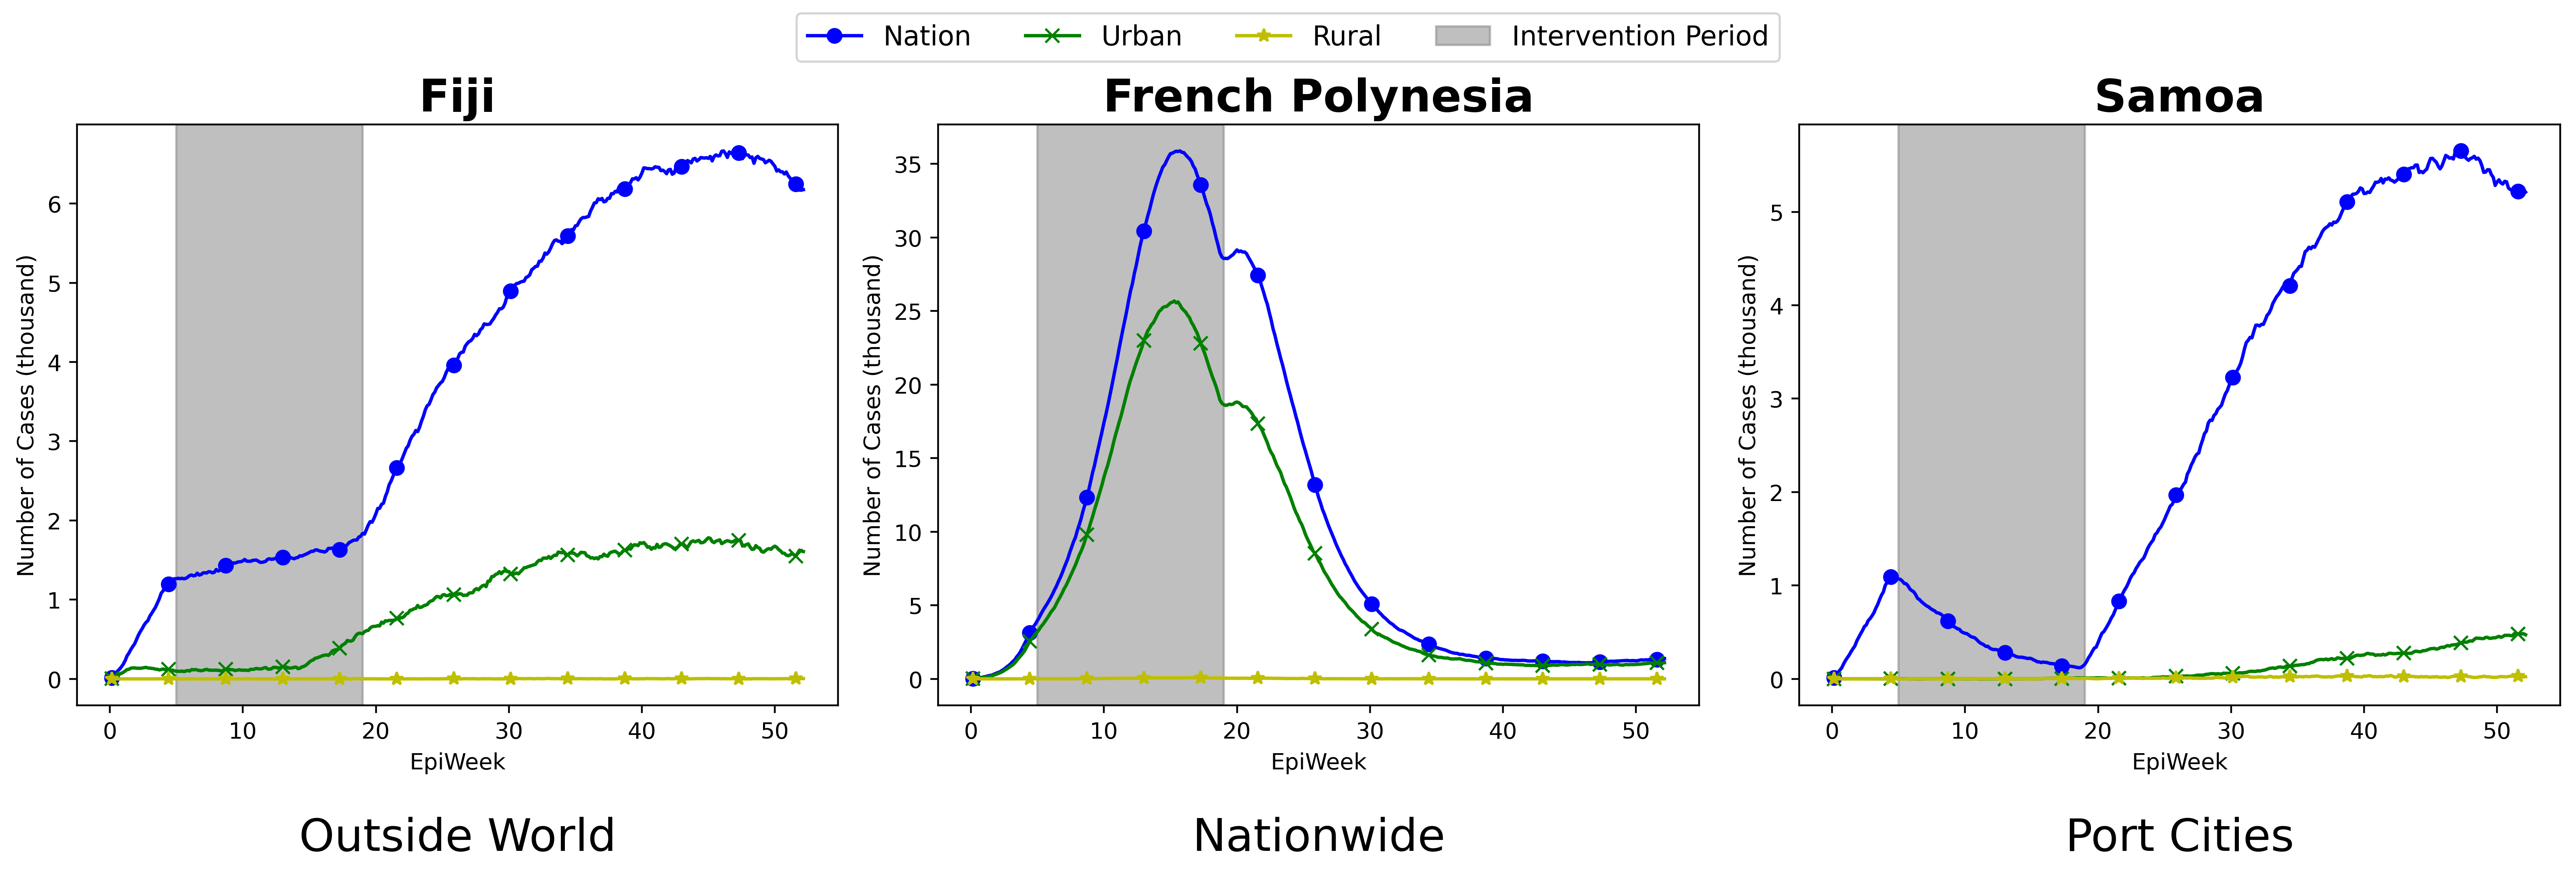 Nation Urban Rural Intervention Period
Fiji
Number of Cases (thousand)
6
5
4
3
2
1
0
0 10 20 30 40 50
EpiWeek
Outside World
French Polynesia
Number of Cases (thousand)
35
30
25
20
15
10
5
0
0 10 20 30 40 50
EpiWeek
Nationwide
Samoa
Number of Cases (thousand)
5
4
3
2
1
0
0 10 20 30 40 50
EpiWeek
Port Cities